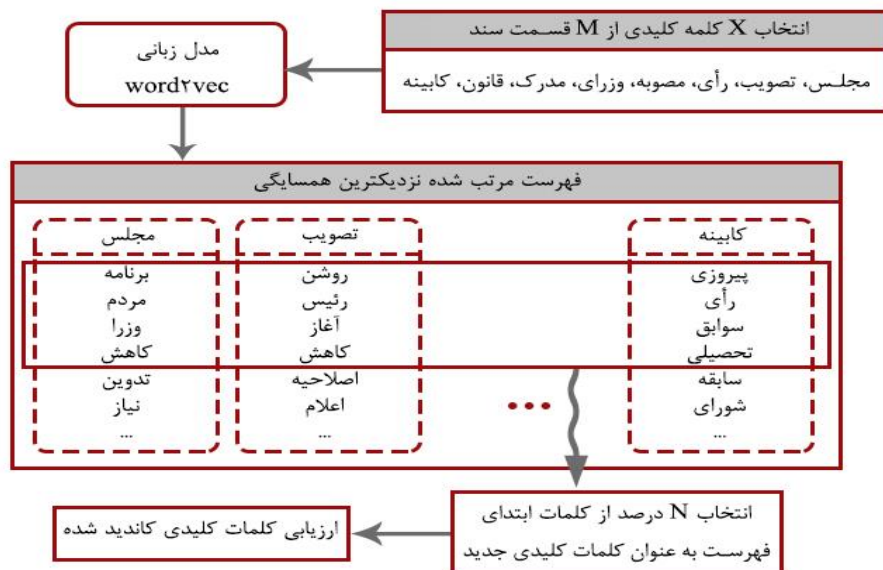 انتخاب X کلمه کلیدی از M قسمت سند
مجلس، تصویب، رأی، مصوبه، وزرای، مدرک، قانون، کابینه
مدل زبانی
word۲vec
فهرست مرتب شده نزدیکترین همسایگی
کابینه
پیروزی
رأی
سوابق
تحصیلی
سابقه
شورای
...
...
تصویب
روشن
رئیس
آغاز
کاهش
اصلاحیه
اعلام
...
مجلس
برنامه
مردم
وزرا
کاهش
تدوین
نیاز
...
انتخاب N درصد از کلمات ابتدای
فهرست به عنوان کلمات کلیدی جدید
ارزیابی کلمات کلیدی کاندید شده